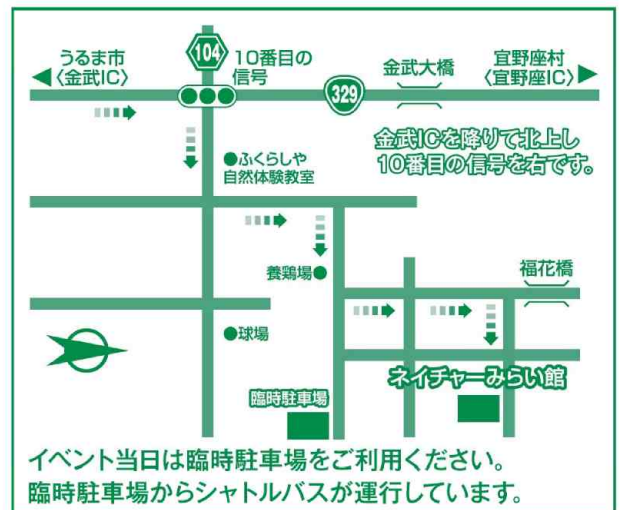 うるま市
〈金武IC〉
104
10番目の
信号
329
金武大橋
宜野座村
〈宜野座IC〉
金武ICを降りて北上し
10番目の信号を右です。
●ふくらしや
自然体験教室
養鶏場●
福花橋
●球場
ネイチャーみらい館
臨時駐車場
イベント当日は臨時駐車場をご利用ください。
臨時駐車場からシャトルバスが運行しています。